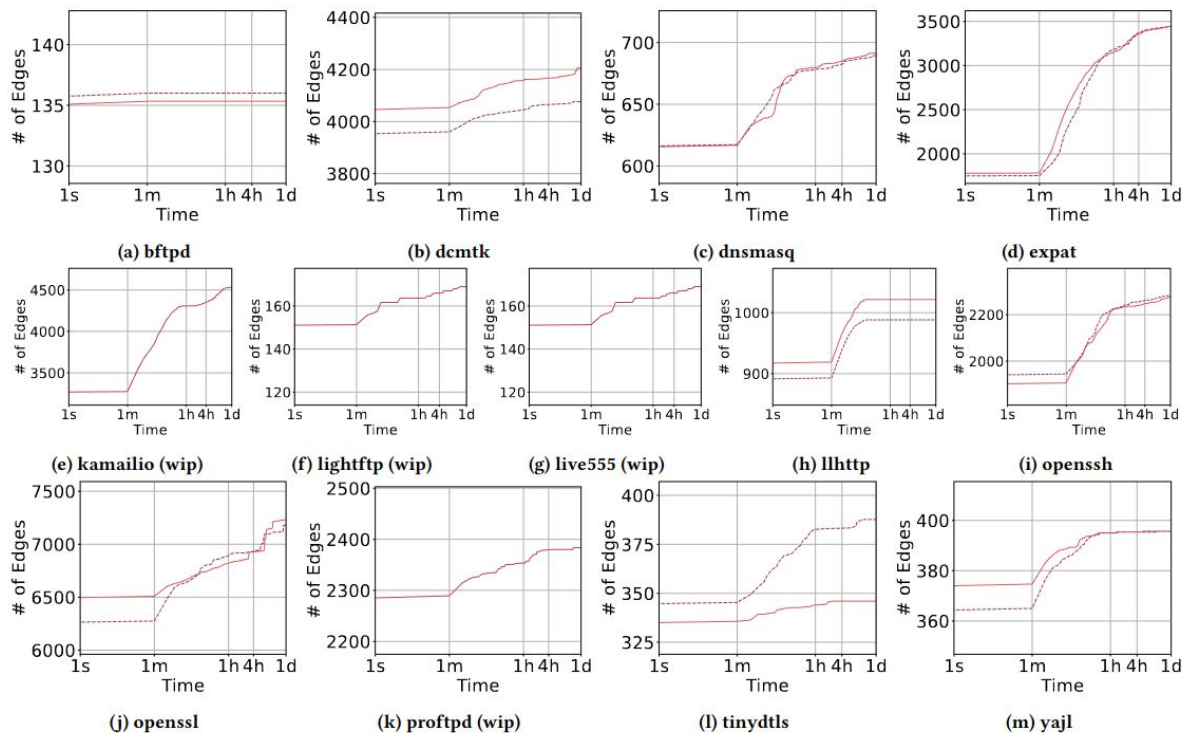 # of Edges
140
135
130
1s 1m 1h 4h 1d
Time
(a) bftpd
# of Edges
4400
4200
4000
3800
1s 1m 1h 4h 1d
Time
(b) dcmtk
# of Edges
700
650
600
1s 1m 1h 4h 1d
Time
(c) dnsmasq
# of Edges
3500
3000
2500
2000
1s 1m 1h 4h 1d
Time
(d) expat
# of Edges
4500
4000
3500
1s 1m 1h 4h 1d
Time
(e) kamailio (wip)
# of Edges
160
140
120
1s 1m 1h 4h 1d
Time
(f) lightftp (wip)
# of Edges
160
140
120
1s 1m 1h 4h 1d
Time
(g) live555 (wip)
# of Edges
1000
900
1s 1m 1h 4h 1d
Time
(h) llhttp
# of Edges
2200
2000
1s 1m 1h 4h 1d
Time
(i) openssh
# of Edges
7500
7000
6500
6000
1s 1m 1h 4h 1d
Time
(j) openssl
# of Edges
2500
2400
2300
2200
1s 1m 1h 4h 1d
Time
(k) proftpd (wip)
# of Edges
400
375
350
325
1s 1m 1h 4h 1d
Time
(l) tinydtls
# of Edges
400
380
360
1s 1m 1h 4h 1d
Time
(m) yajl